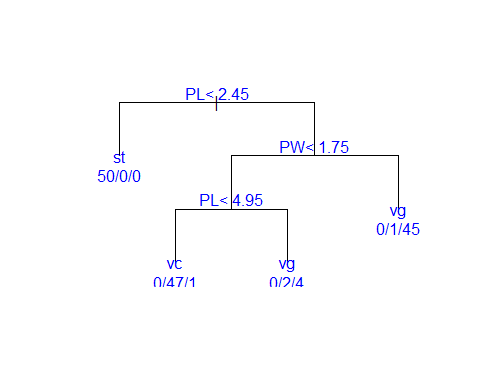 PL< 2.45
st
50/0/0
PW< 1.75
PL< 4.95
vg
0/1/45
vc
0/47/1
vg
0/2/4